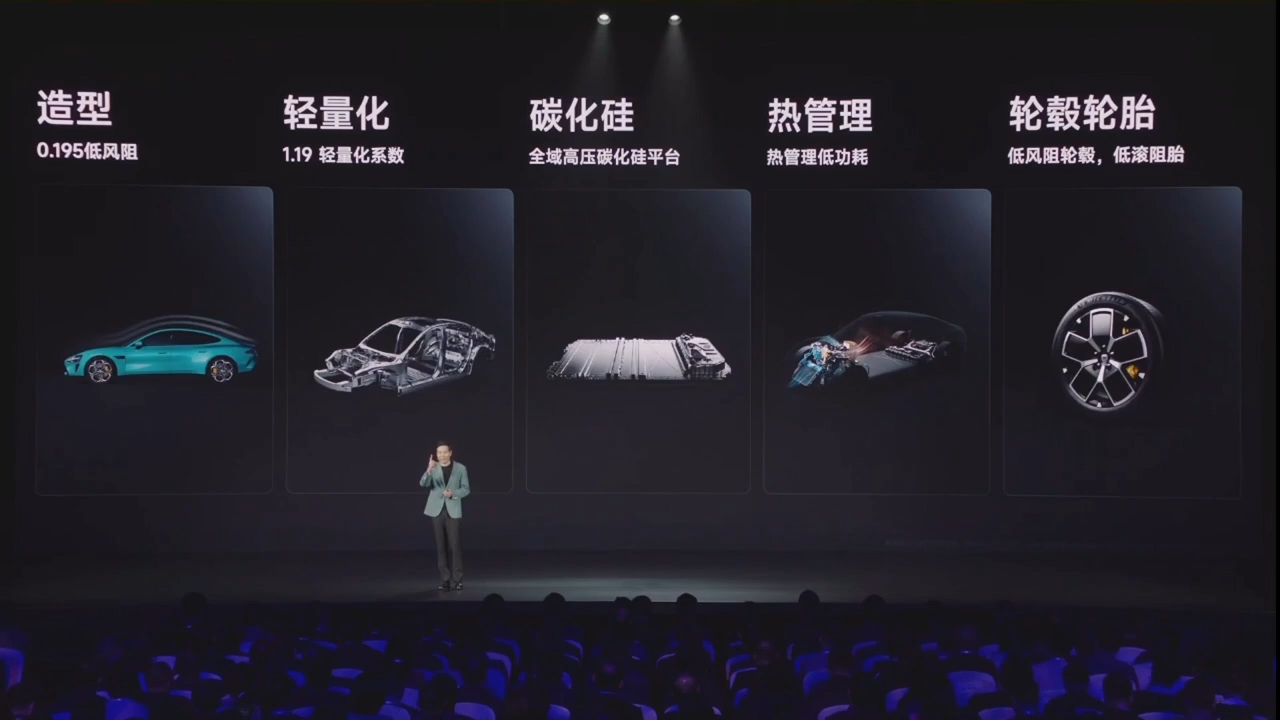 造型
0.195低风阻
轻量化
1.19 轻量化系数
碳化硅
全域高压碳化硅平台
热管理
热管理低功耗
轮毂轮胎
低风阻轮毂，低滚阻胎
MICHELIN